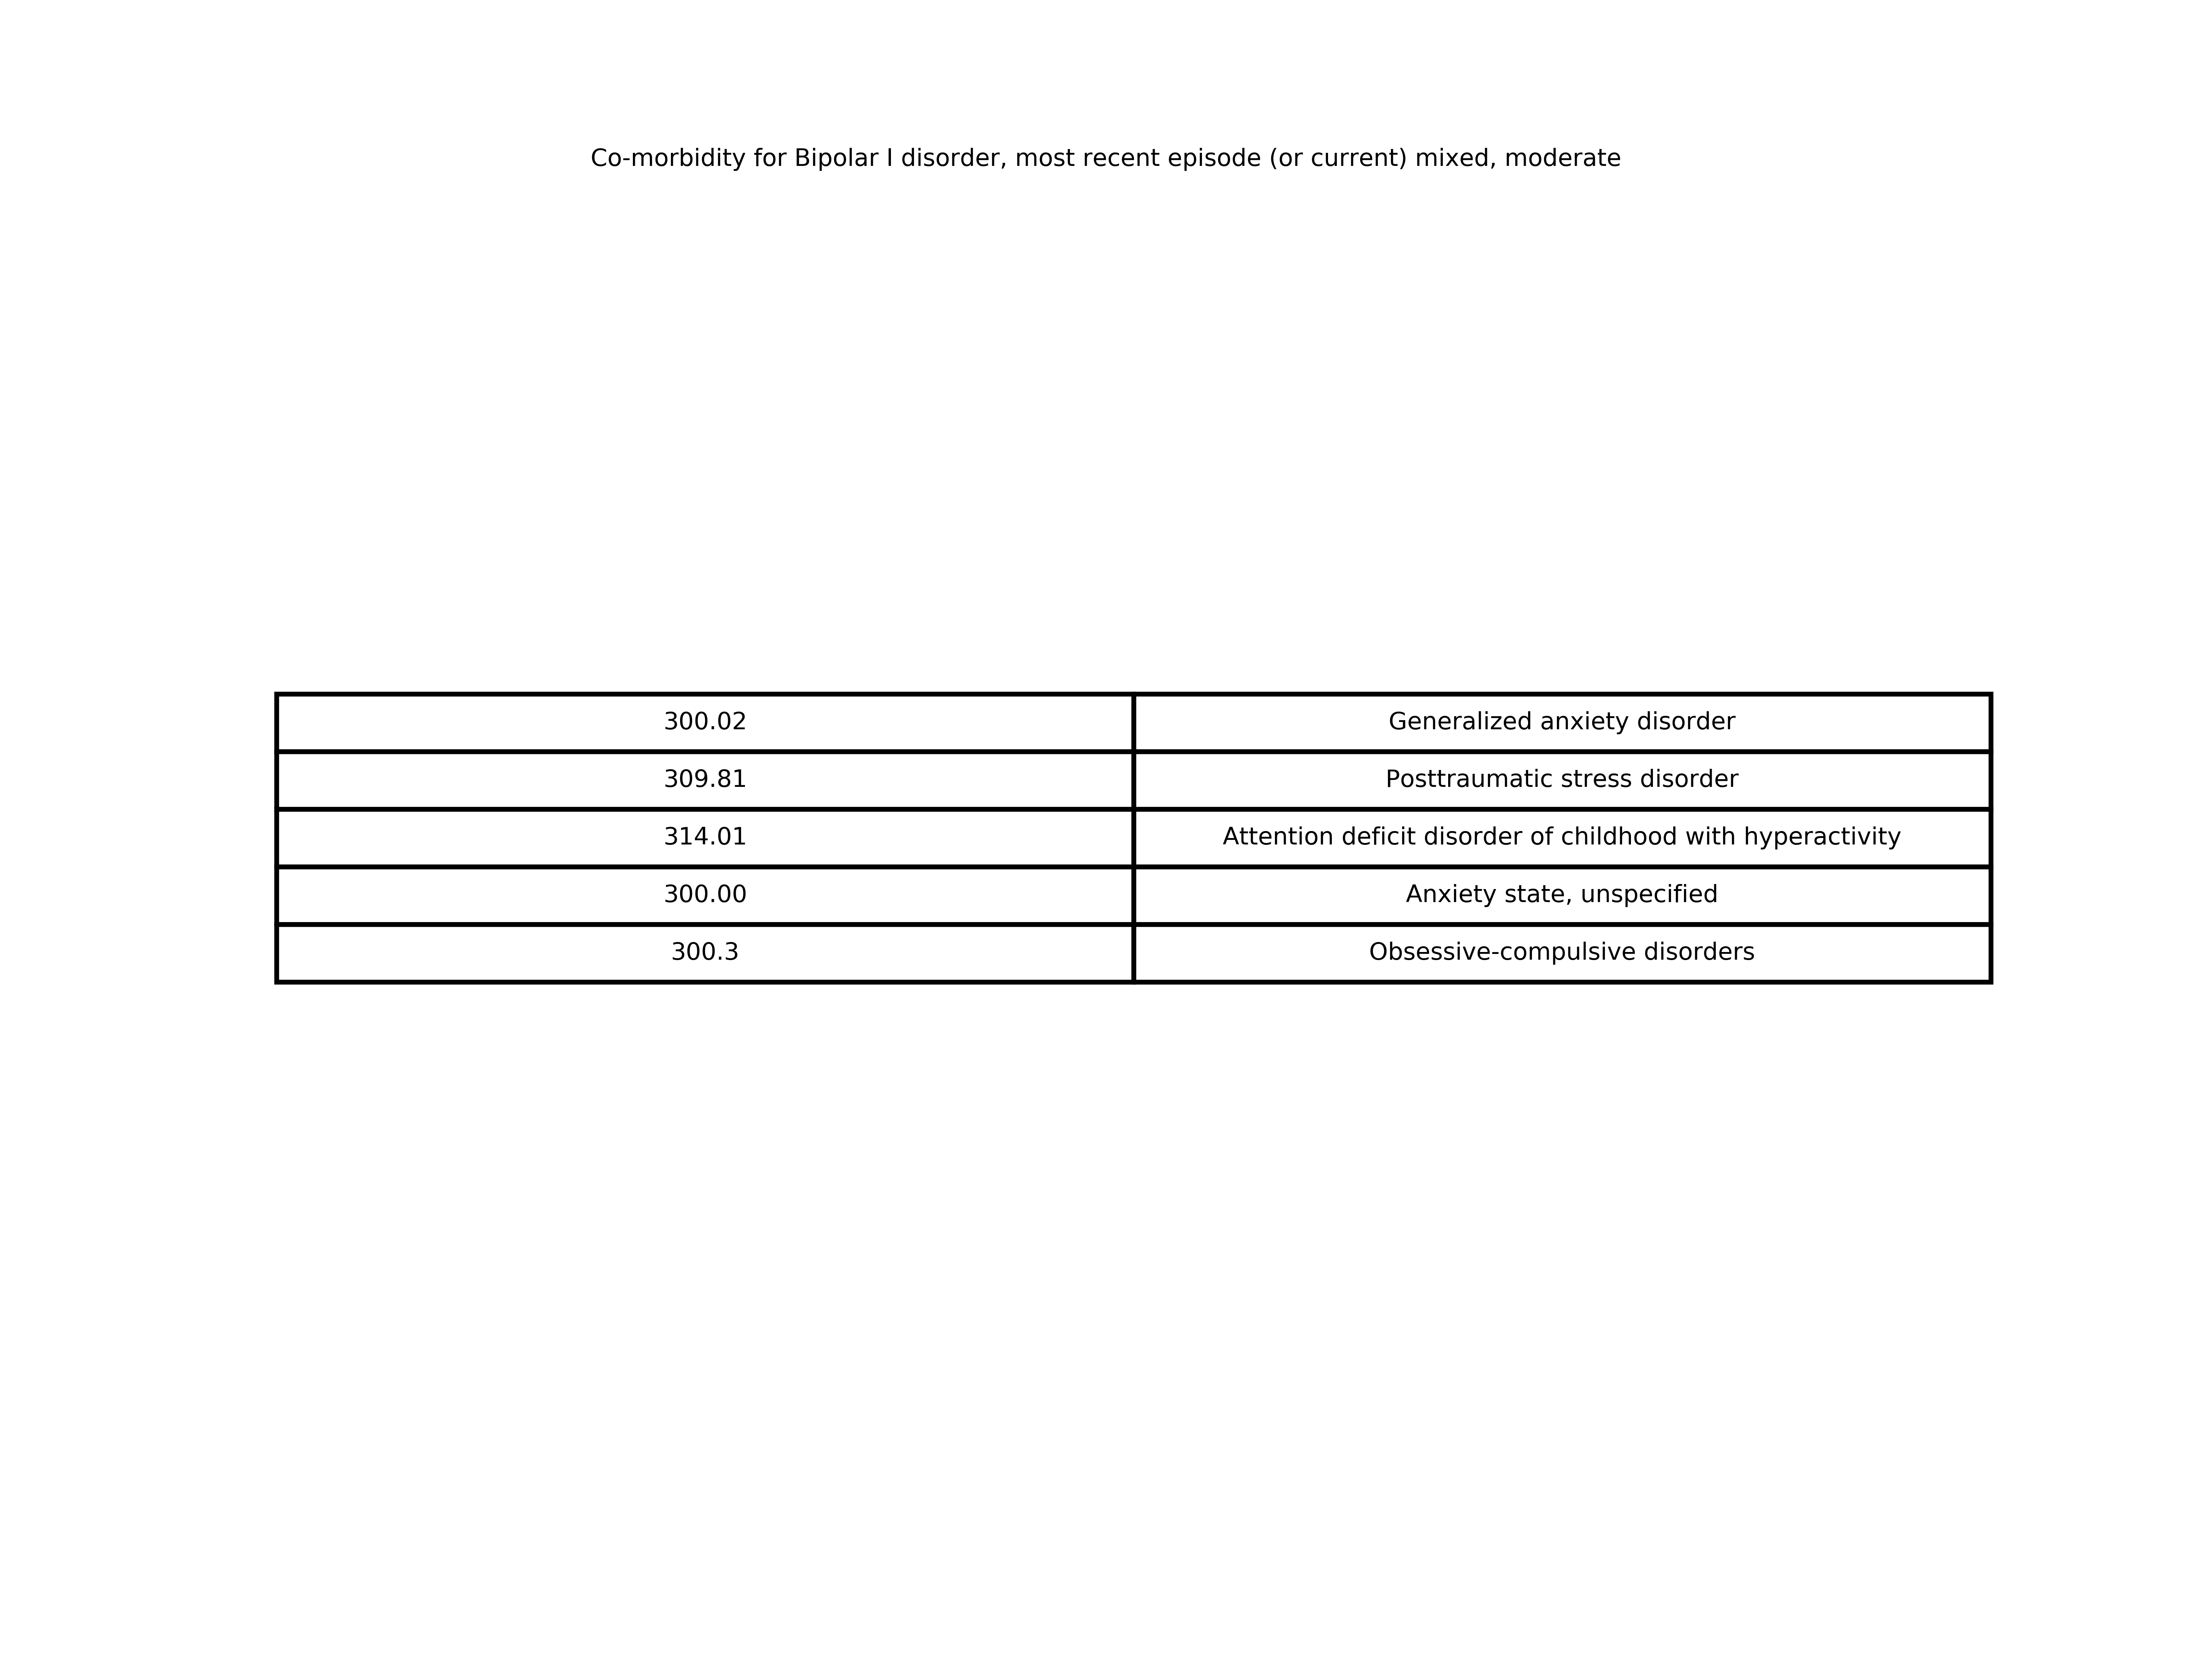 Co-morbidity for Bipolar I disorder, most recent episode (or current) mixed, moderate
300.02 Generalized anxiety disorder
309.81 Posttraumatic stress disorder
314.01 Attention deficit disorder of childhood with hyperactivity
300.00 Anxiety state, unspecified
300.3 Obsessive-compulsive disorders